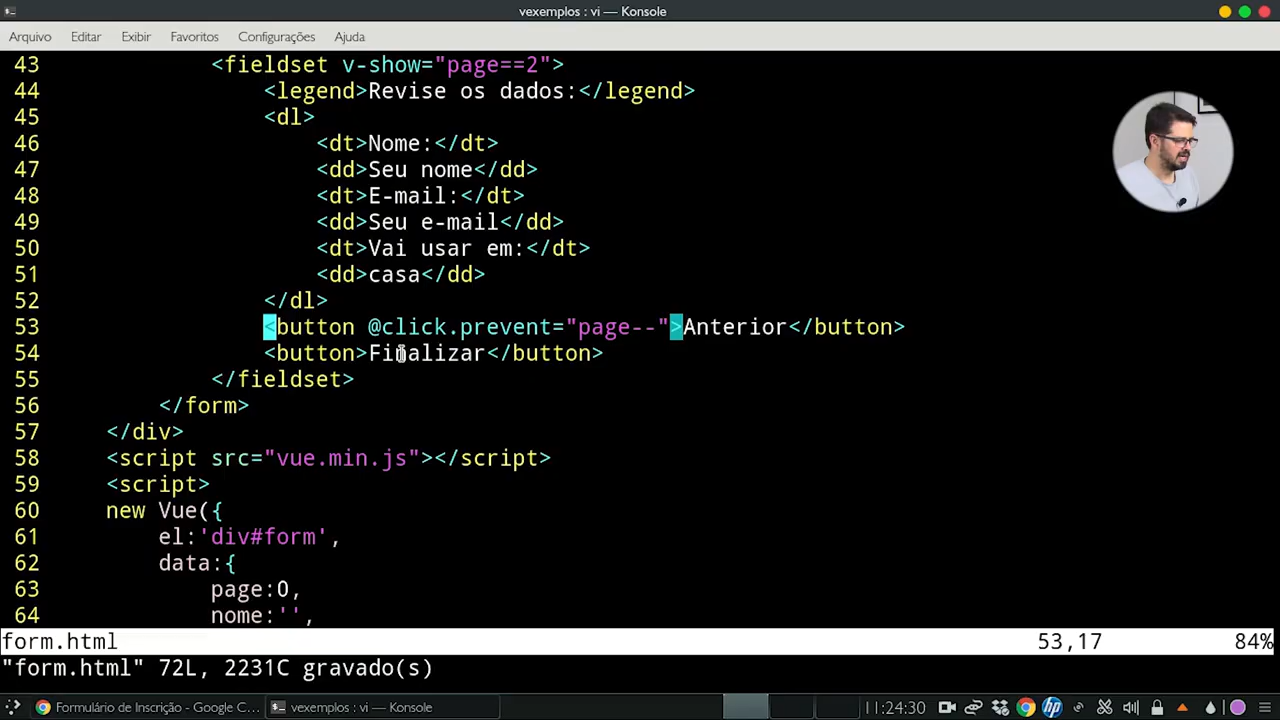 vexemplos : vi — Konsole
Arquivo Editar Exibir Favoritos Configurações Ajuda
43 <fieldset v-show="page==2">
44 <legend>Revise os dados:</legend>
45 <dl>
46 <dt>Nome:</dt>
47 <dd>Seu nome</dd>
48 <dt>E-mail:</dt>
49 <dd>Seu e-mail</dd>
50 <dt>Vai usar em:</dt>
51 <dd>casa</dd>
52 </dl>
53 <button @click.prevent="page--">Anterior</button>
54 <button>Finalizar</button>
55 </fieldset>
56 </form>
57 </div>
58 <script src="vue.min.js"></script>
59 <script>
60 new Vue({
61 el:'div#form',
62 data:{
63 page:0,
64 nome:'',
form.html 53,17 84%
"form.html" 72L, 2231C gravado(s)
Formulário de Inscrição - Google C... vexemplos : vi — Konsole 11:24:30